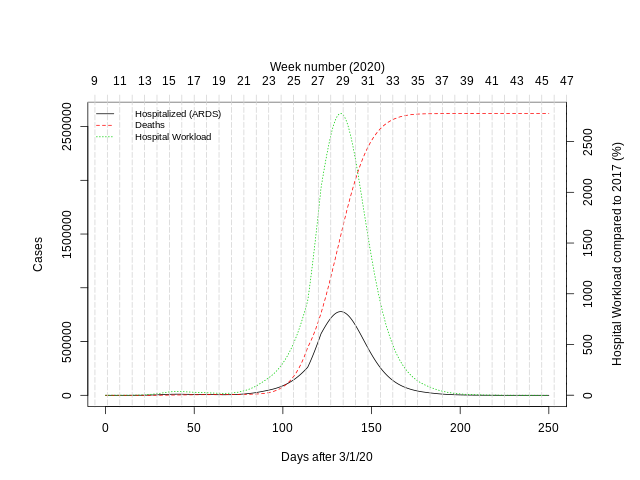 Week number (2020)
9 11 13 15 17 19 21 23 25 27 29 31 33 35 37 39 41 43 45 47
Hospitalized (ARDS)
Deaths
Hospital Workload
Cases
0 500000 1500000 2500000
0 500 1000 1500 2000 2500
Hospital Workload compared to 2017 (%)
0 50 100 150 200 250
Days after 3/1/20